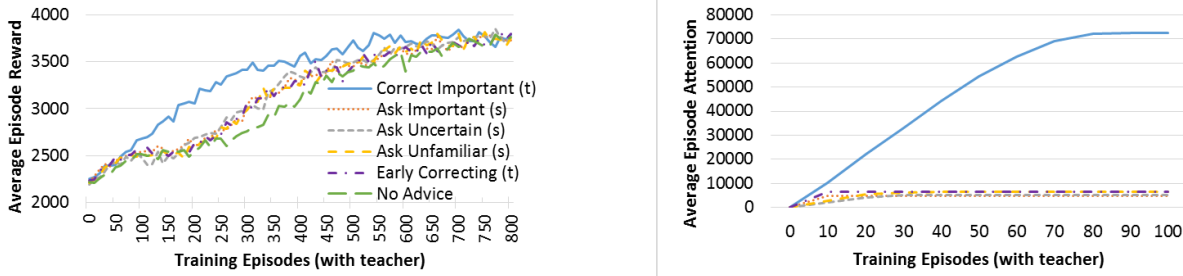 Average Episode Reward
4000
3500
3000
2500
2000
Correct Important (t)
Ask Important (s)
Ask Uncertain (s)
Ask Unfamiliar (s)
Early Correcting (t)
No Advice
0
50
100
150
200
250
300
350
400
450
500
550
600
650
700
750
800
Training Episodes (with teacher)
Average Episode Attention
80000
70000
60000
50000
40000
30000
20000
10000
0
0 10 20 30 40 50 60 70 80 90 100
Training Episodes (with teacher)